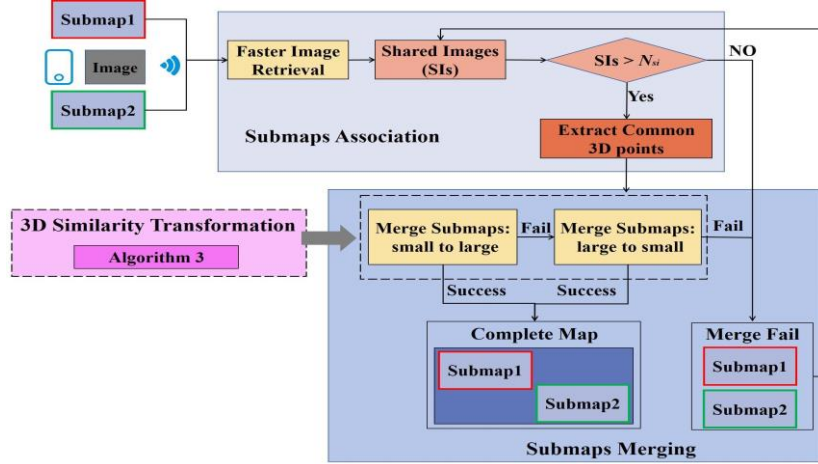 Submap1
Image
Submap2
Faster Image
Retrieval
Shared Images
(SIs)
SIs > Nsi
NO
Yes
Extract Common
3D points
Submaps Association
3D Similarity Transformation
Algorithm 3
Merge Submaps:
small to large
Fail
Merge Submaps:
large to small
Fail
Success
Success
Complete Map
Submap1
Submap2
Merge Fail
Submap1
Submap2
Submaps Merging